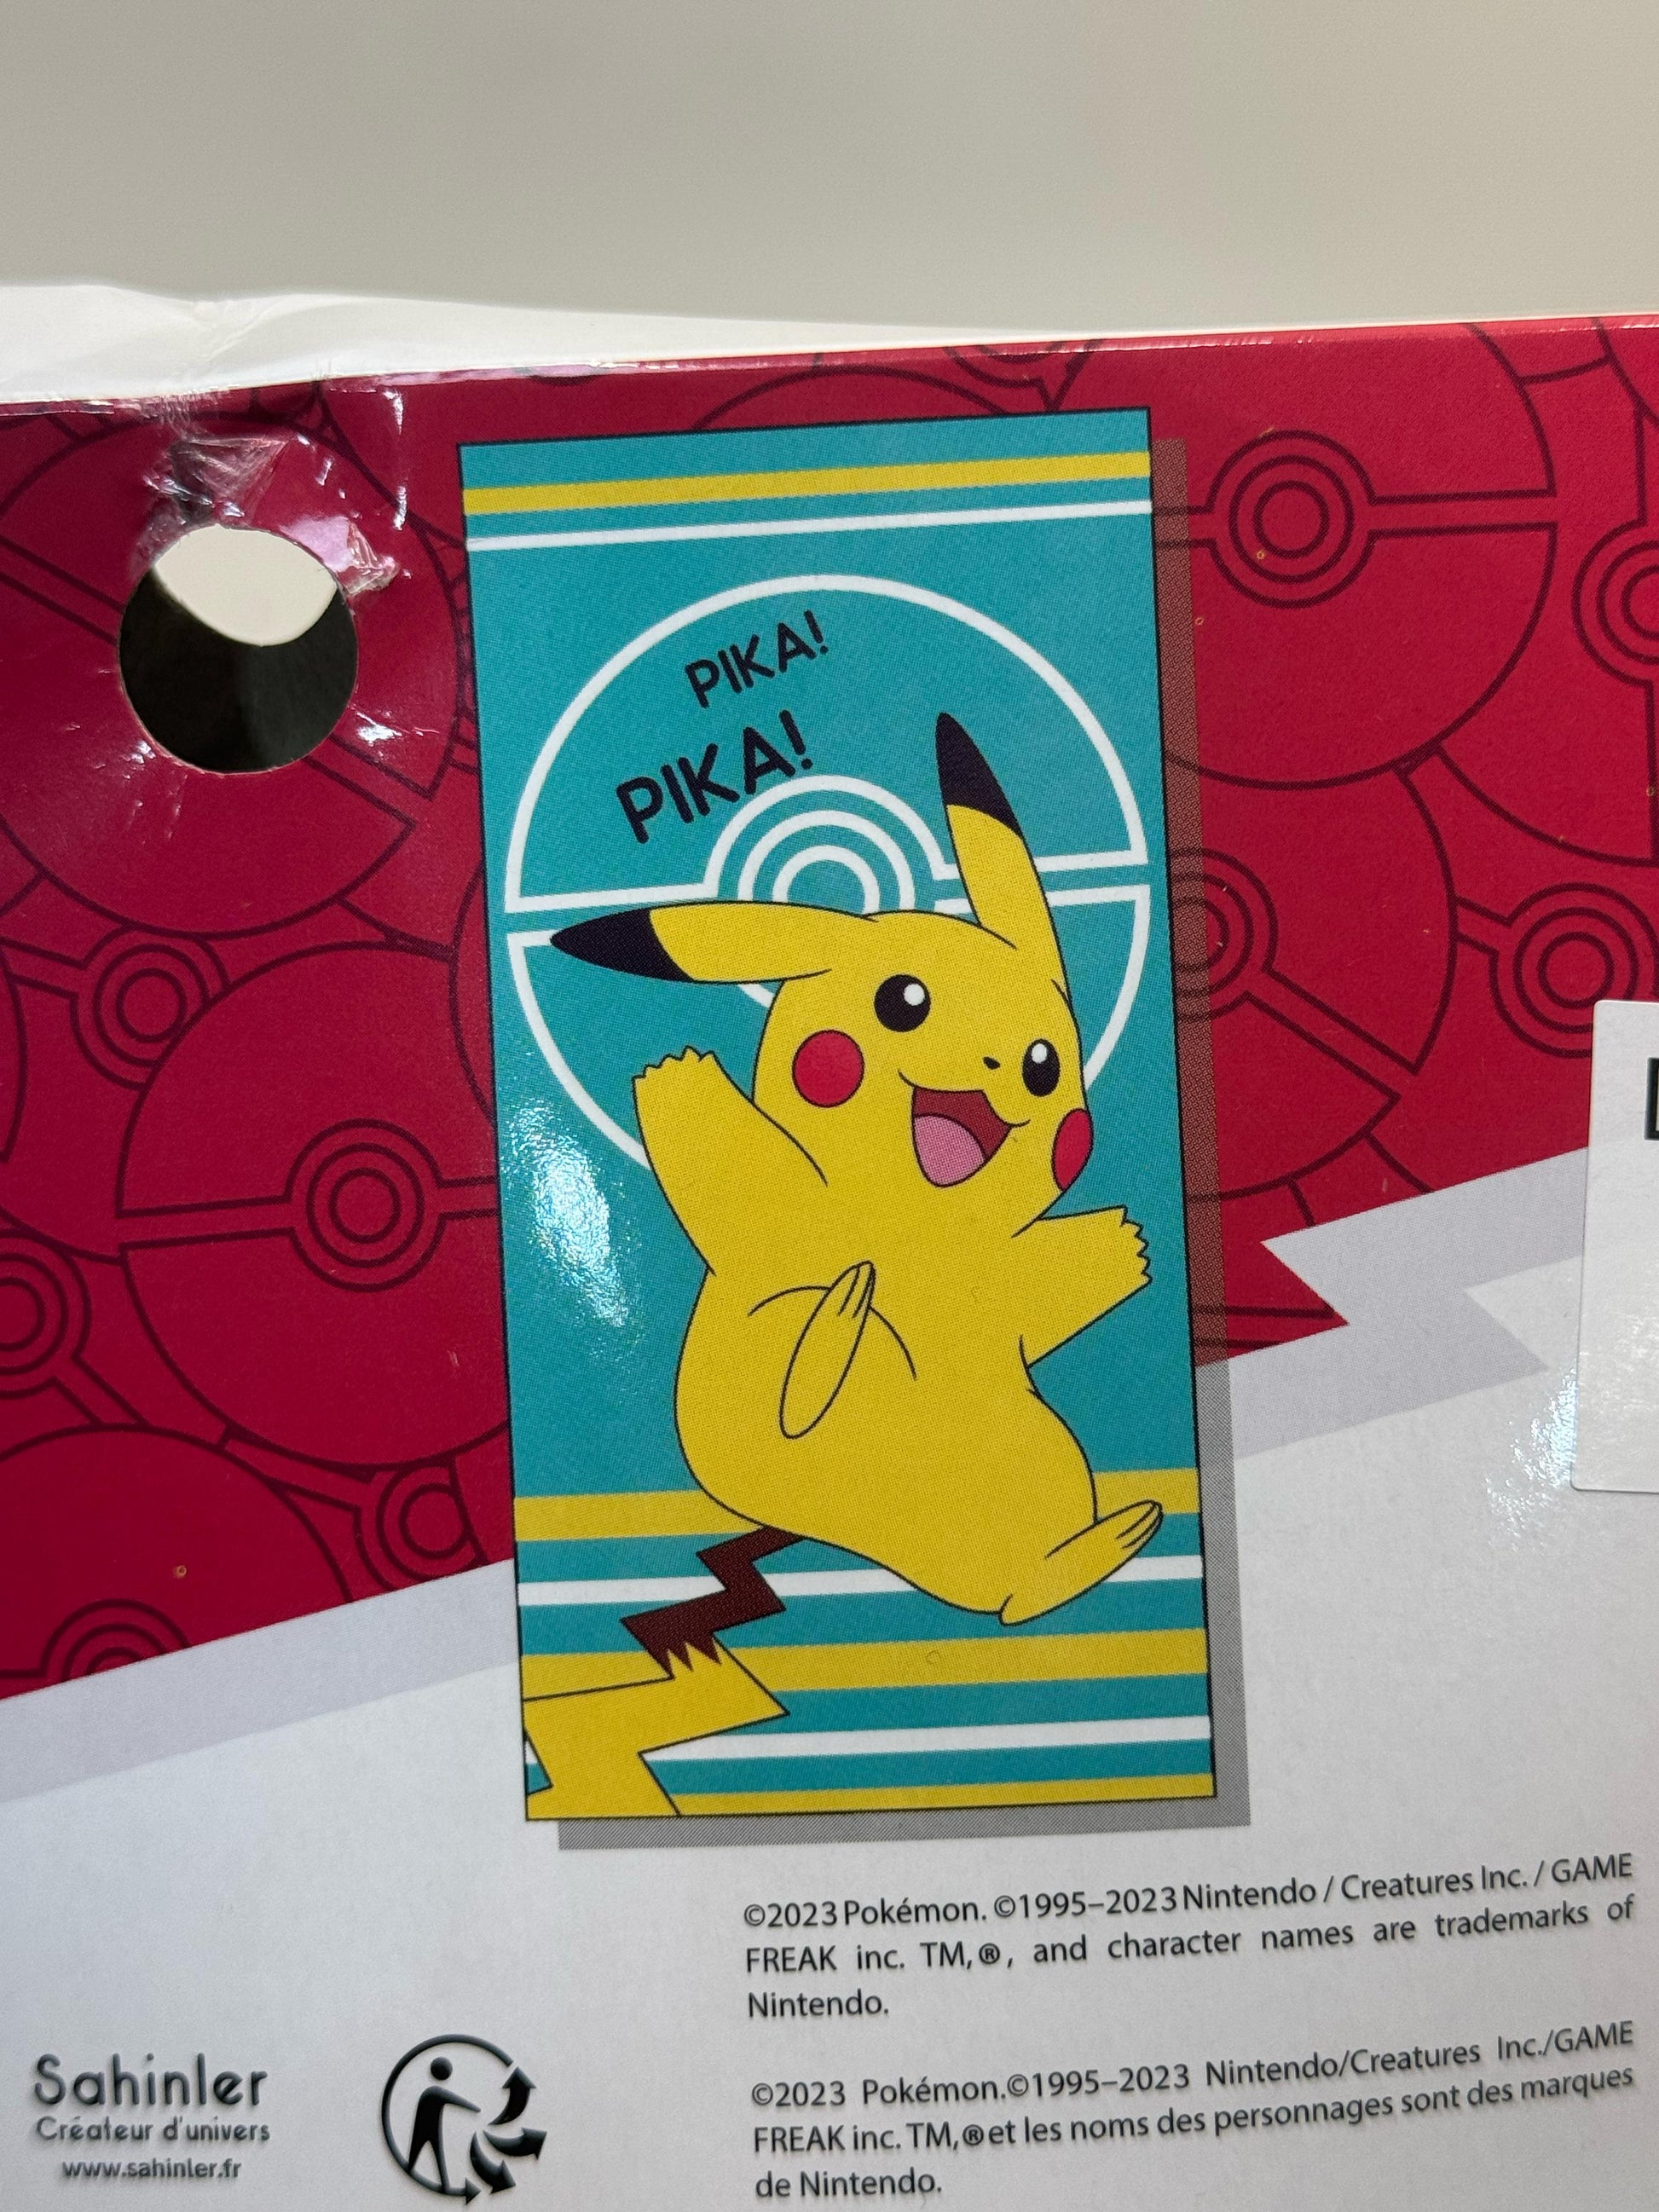 PIKA!
PIKA!
©2023 Pokémon. ©1995–2023 Nintendo / Creatures Inc. / GAME
FREAK inc. TM,®, and character names are trademarks of
Nintendo.
©2023 Pokémon.©1995–2023 Nintendo/Creatures Inc./GAME
FREAK inc. TM,®et les noms des personnages sont des marques
de Nintendo.
Sahinler
Créateur d'univers
www.sahinler.fr